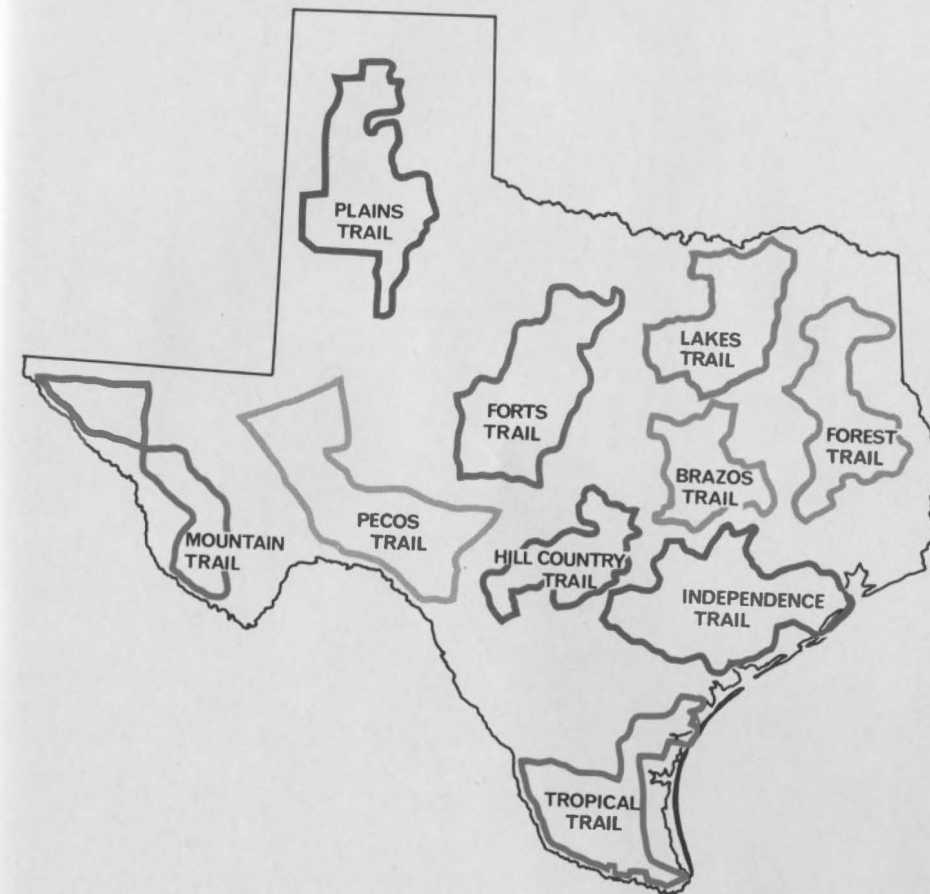 PLAINS
TRAIL
LAKES
TRAIL
FORTS
TRAIL
FOREST
TRAIL
BRAZOS
TRAIL
PECOS
TRAIL
MOUNTAIN
TRAIL
HILL COUNTRY
TRAIL
INDEPENDENCE
TRAIL
TROPICAL
TRAIL